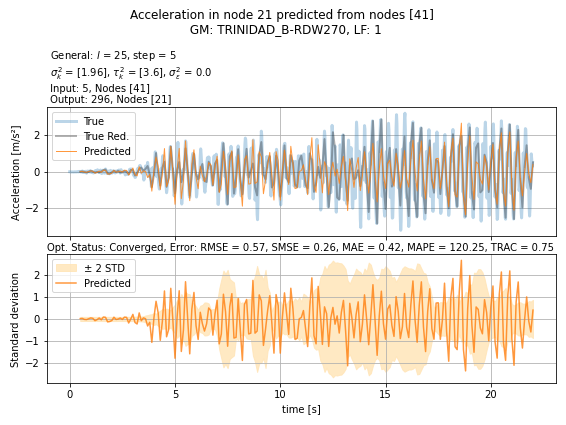 Acceleration in node 21 predicted from nodes [41]
GM: TRINIDAD_B-RDW270, LF: 1
General: l = 25, step = 5
σ²ₖ = [1.96], τ²ₖ = [3.6], σ²ε = 0.0
Input: 5, Nodes [41]
Output: 296, Nodes [21]
Acceleration [m/s²]
2
0
−2
True
True Red.
Predicted
Opt. Status: Converged, Error: RMSE = 0.57, SMSE = 0.26, MAE = 0.42, MAPE = 120.25, TRAC = 0.75
Standard deviation
2
1
0
−1
−2
± 2 STD
Predicted
0 5 10 15 20
time [s]